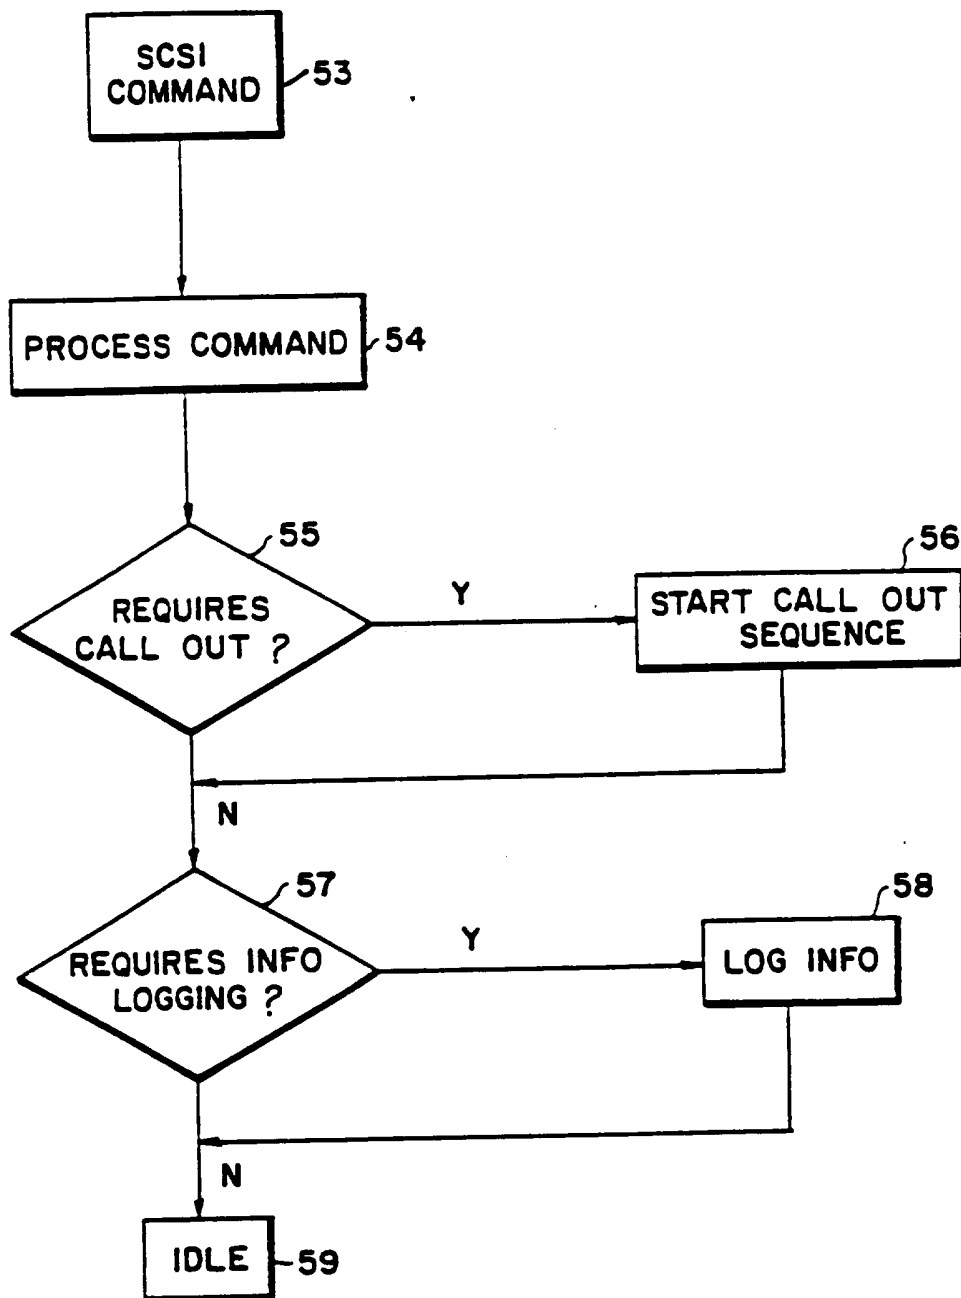 SCSI
COMMAND
53
PROCESS COMMAND
54
55
REQUIRES
CALL OUT ?
Y
56
START CALL OUT
SEQUENCE
N
57
REQUIRES INFO
LOGGING ?
Y
58
LOG INFO
N
IDLE
59